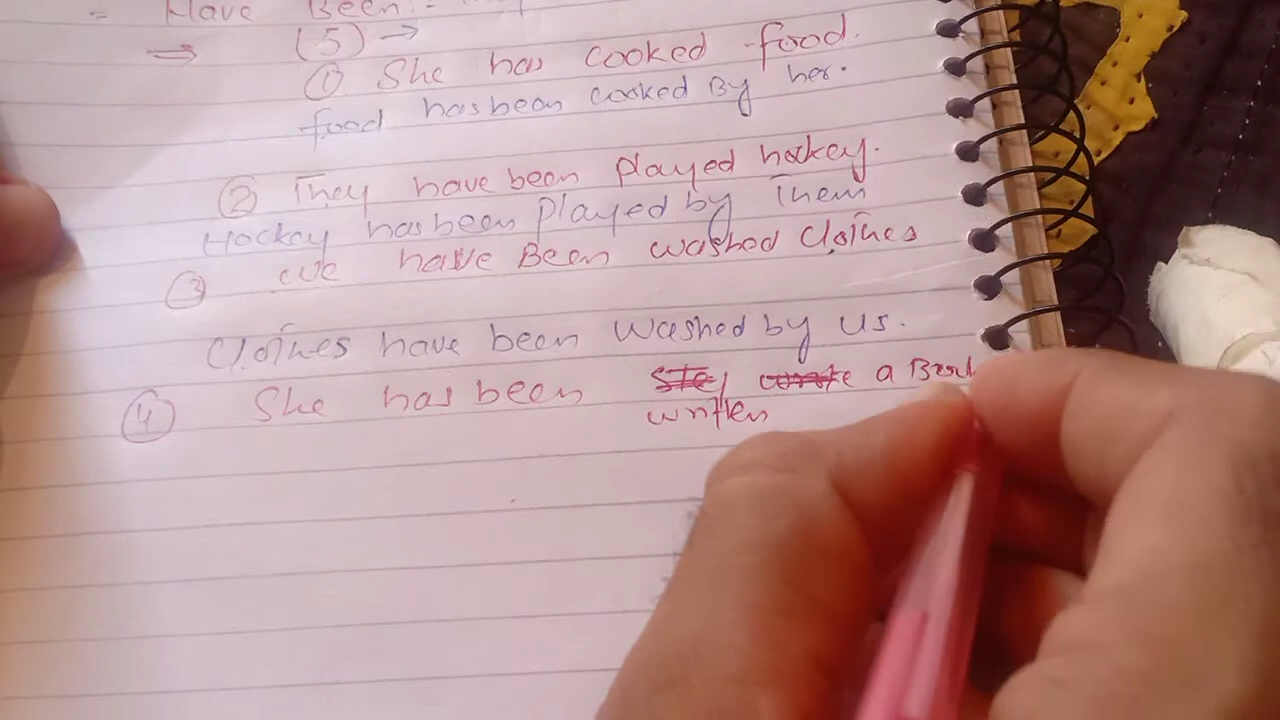 = Have Been :-
⇒ (5) →
① She has cooked food.
food has been cooked By her.
② They have been Played hockey.
Hockey has been Played by Them
③ We have Been washed Clothes
Clothes have been washed by us.
④ She has been a Book
written